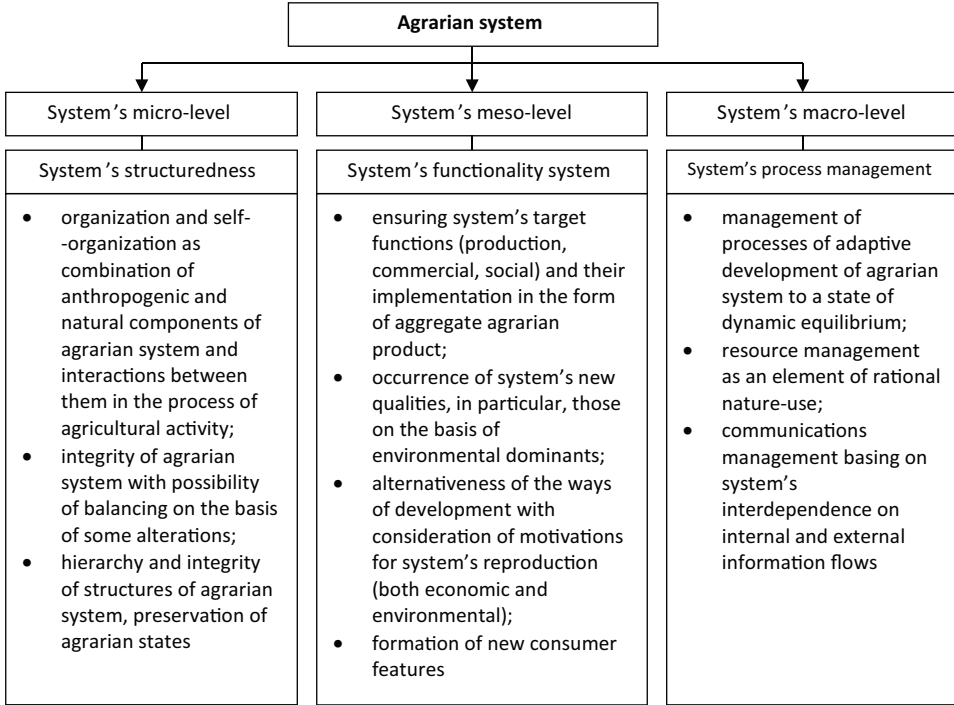 Agrarian system
System's micro-level
System's structuredness
• organization and self-
-organization as
combination of
anthropogenic and
natural components of
agrarian system and
interactions between
them in the process of
agricultural activity;
• integrity of agrarian
system with possibility
of balancing on the basis
of some alterations;
• hierarchy and integrity
of structures of agrarian
system, preservation of
agrarian states
System's meso-level
System's functionality system
• ensuring system's target
functions (production,
commercial, social) and their
implementation in the form
of aggregate agrarian
product;
• occurrence of system's new
qualities, in particular, those
on the basis of
environmental dominants;
• alternativeness of the ways
of development with
consideration of motivations
for system's reproduction
(both economic and
environmental);
• formation of new consumer
features
System's macro-level
System's process management
• management of
processes of adaptive
development of agrarian
system to a state of
dynamic equilibrium;
• resource management
as an element of rational
nature-use;
• communications
management basing on
system's
interdependence on
internal and external
information flows